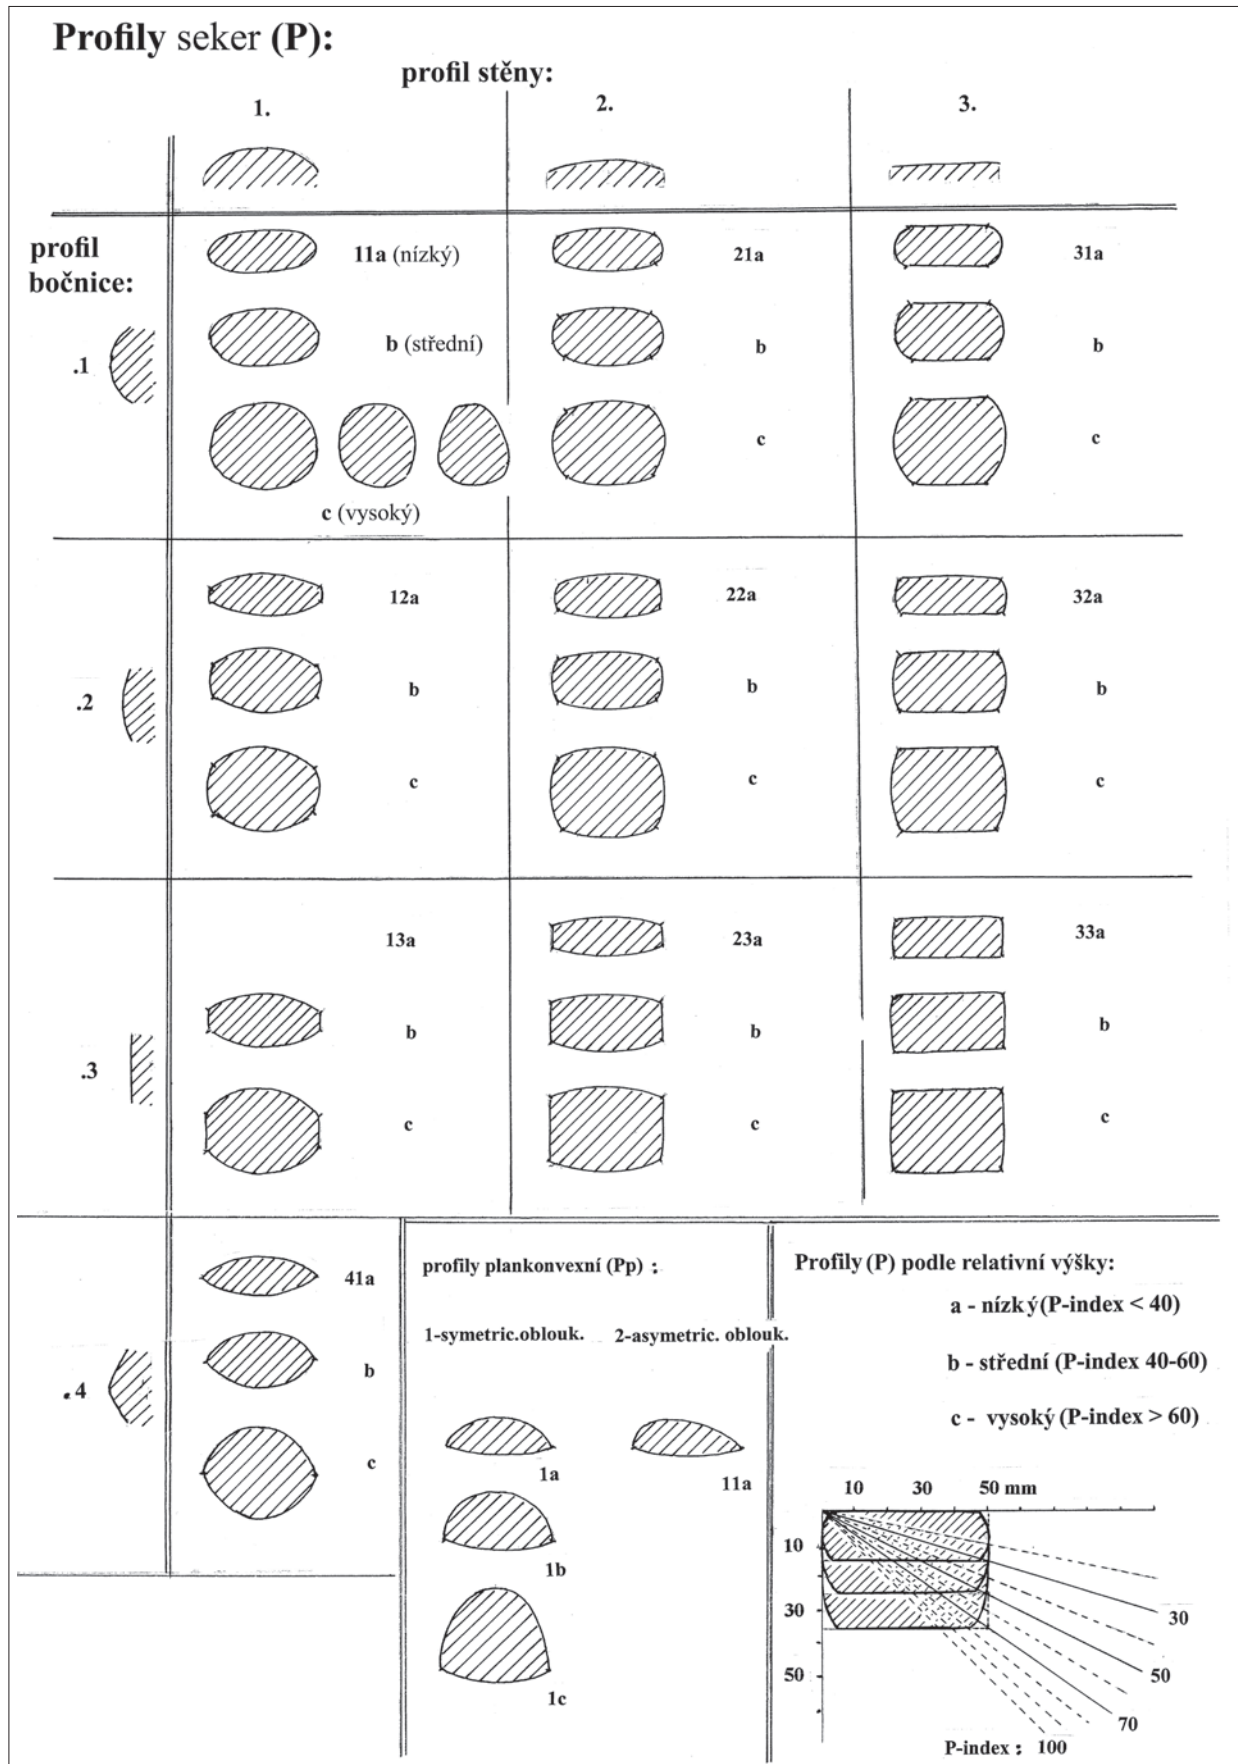 Profily seker (P):
profil stěny:
1. 2. 3.
profil
bočnice:
11a (nízký) 21a 31a
.1 b (střední) b b
c c
c (vysoký)
12a 22a 32a
.2 b b b
c c c
13a 23a 33a
.3 b b b
c c c
41a
.4 b
c
profily plankonvexní (Pp) :
1-symetric.oblouk. 2-asymetric. oblouk.
1a 11a
1b
1c
Profily (P) podle relativní výšky:
a - nízký(P-index < 40)
b - střední (P-index 40-60)
c - vysoký (P-index > 60)
10 30 50 mm
10
30
50
30
50
70
P-index : 100